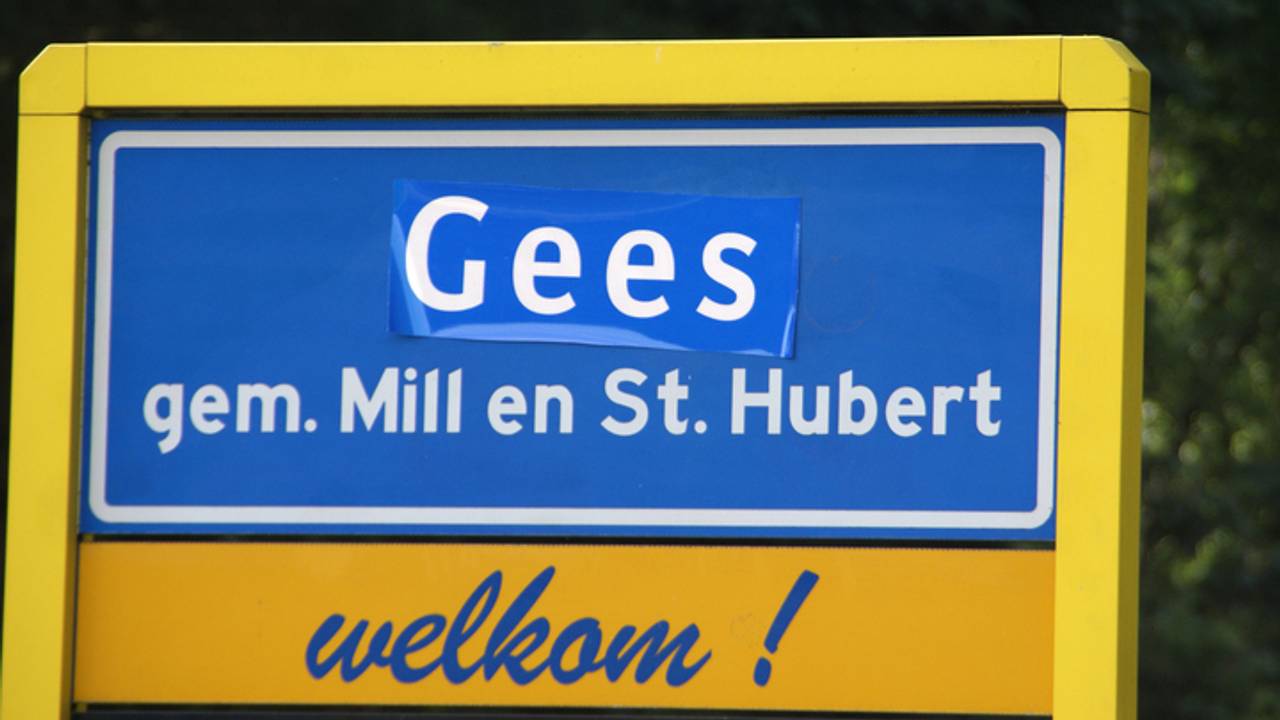 Gees
gem. Mill en St. Hubert
welkom !